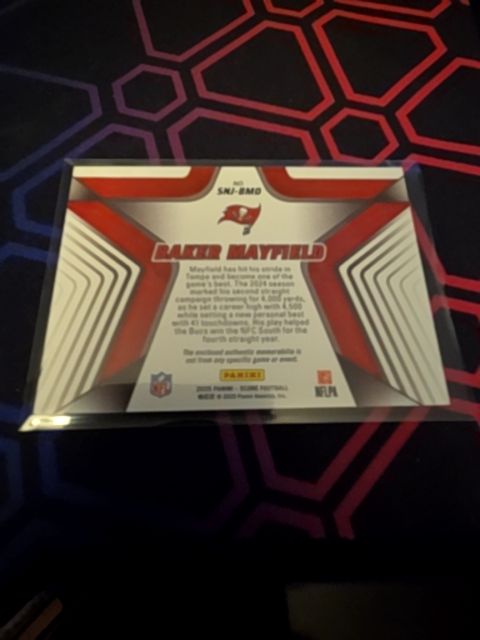 NO
SNJ-BMD
BAKER MAYFIELD
Mayfield has hit his stride in
Tampa and become one of the
game's best. The 2024 season
marked his second straight
campaign throwing for 4,000 yards,
as he set a career high with 4,500
while setting a new personal best
with 41 touchdowns. His play helped
the Bucs win the NFC South for the
fourth straight year.
The enclosed authentic memorabilia is
not from any specific game or event.
PANINI
NFL
NFLPA
2025 PANINI - SCORE FOOTBALL
© 2025 Panini America, Inc.